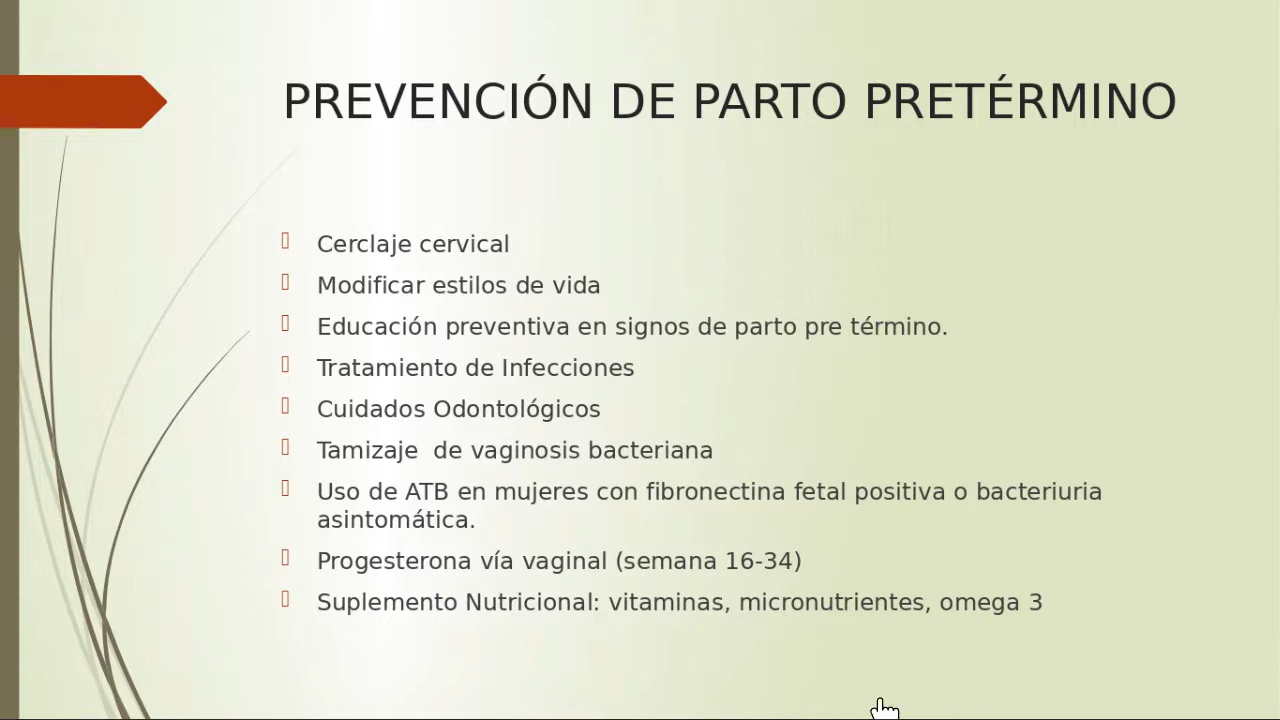 PREVENCIÓN DE PARTO PRETÉRMINO
Cerclaje cervical
Modificar estilos de vida
Educación preventiva en signos de parto pre término.
Tratamiento de Infecciones
Cuidados Odontológicos
Tamizaje  de vaginosis bacteriana
Uso de ATB en mujeres con fibronectina fetal positiva o bacteriuria
asintomática.
Progesterona vía vaginal (semana 16-34)
Suplemento Nutricional: vitaminas, micronutrientes, omega 3